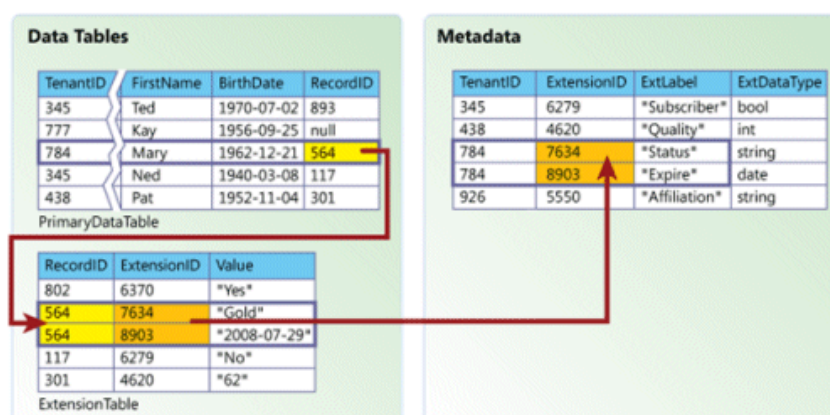 Data Tables
TenantID FirstName BirthDate RecordID
345 Ted 1970-07-02 893
777 Kay 1956-09-25 null
784 Mary 1962-12-21 564
345 Ned 1940-03-08 117
438 Pat 1952-11-04 301
PrimaryDataTable
RecordID ExtensionID Value
802 6370 "Yes"
564 7634 "Gold"
564 8903 "2008-07-29"
117 6279 "No"
301 4620 "62"
ExtensionTable
Metadata
TenantID ExtensionID ExtLabel ExtDataType
345 6279 "Subscriber" bool
438 4620 "Quality" int
784 7634 "Status" string
784 8903 "Expire" date
926 5550 "Affiliation" string